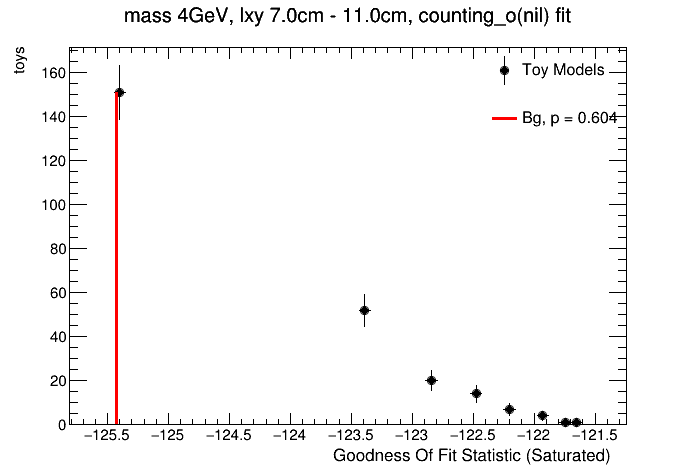 mass 4GeV, lxy 7.0cm - 11.0cm, counting_o(nil) fit
toys
Toy Models
Bg, p = 0.604
160
140
120
100
80
60
40
20
0
−125.5 −125 −124.5 −124 −123.5 −123 −122.5 −122 −121.5
Goodness Of Fit Statistic (Saturated)